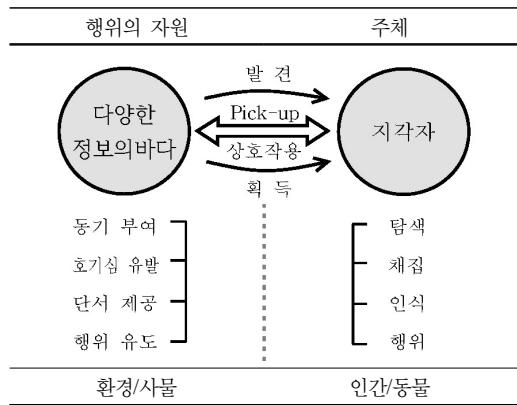 행위의 자원
주체
다양한
정보의바다
발 견
Pick-up
상호작용
획 득
지각자
동기 부여
호기심 유발
단서 제공
행위 유도
탐색
채집
인식
행위
환경/사물
인간/동물